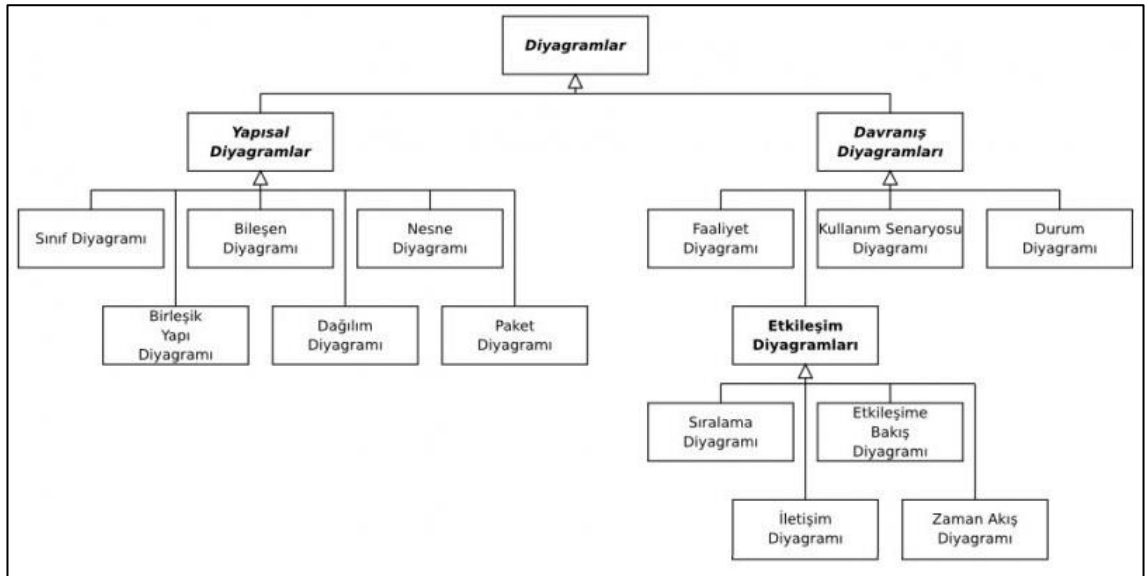 Diyagramlar
Yapısal
Diyagramlar
Davranış
Diyagramları
Sınıf Diyagramı
Bileşen
Diyagramı
Nesne
Diyagramı
Faaliyet
Diyagramı
Kullanım Senaryosu
Diyagramı
Durum
Diyagramı
Birleşik
Yapı
Diyagramı
Dağılım
Diyagramı
Paket
Diyagramı
Etkileşim
Diyagramları
Sıralama
Diyagramı
Etkileşime
Bakış
Diyagramı
İletişim
Diyagramı
Zaman Akış
Diyagramı